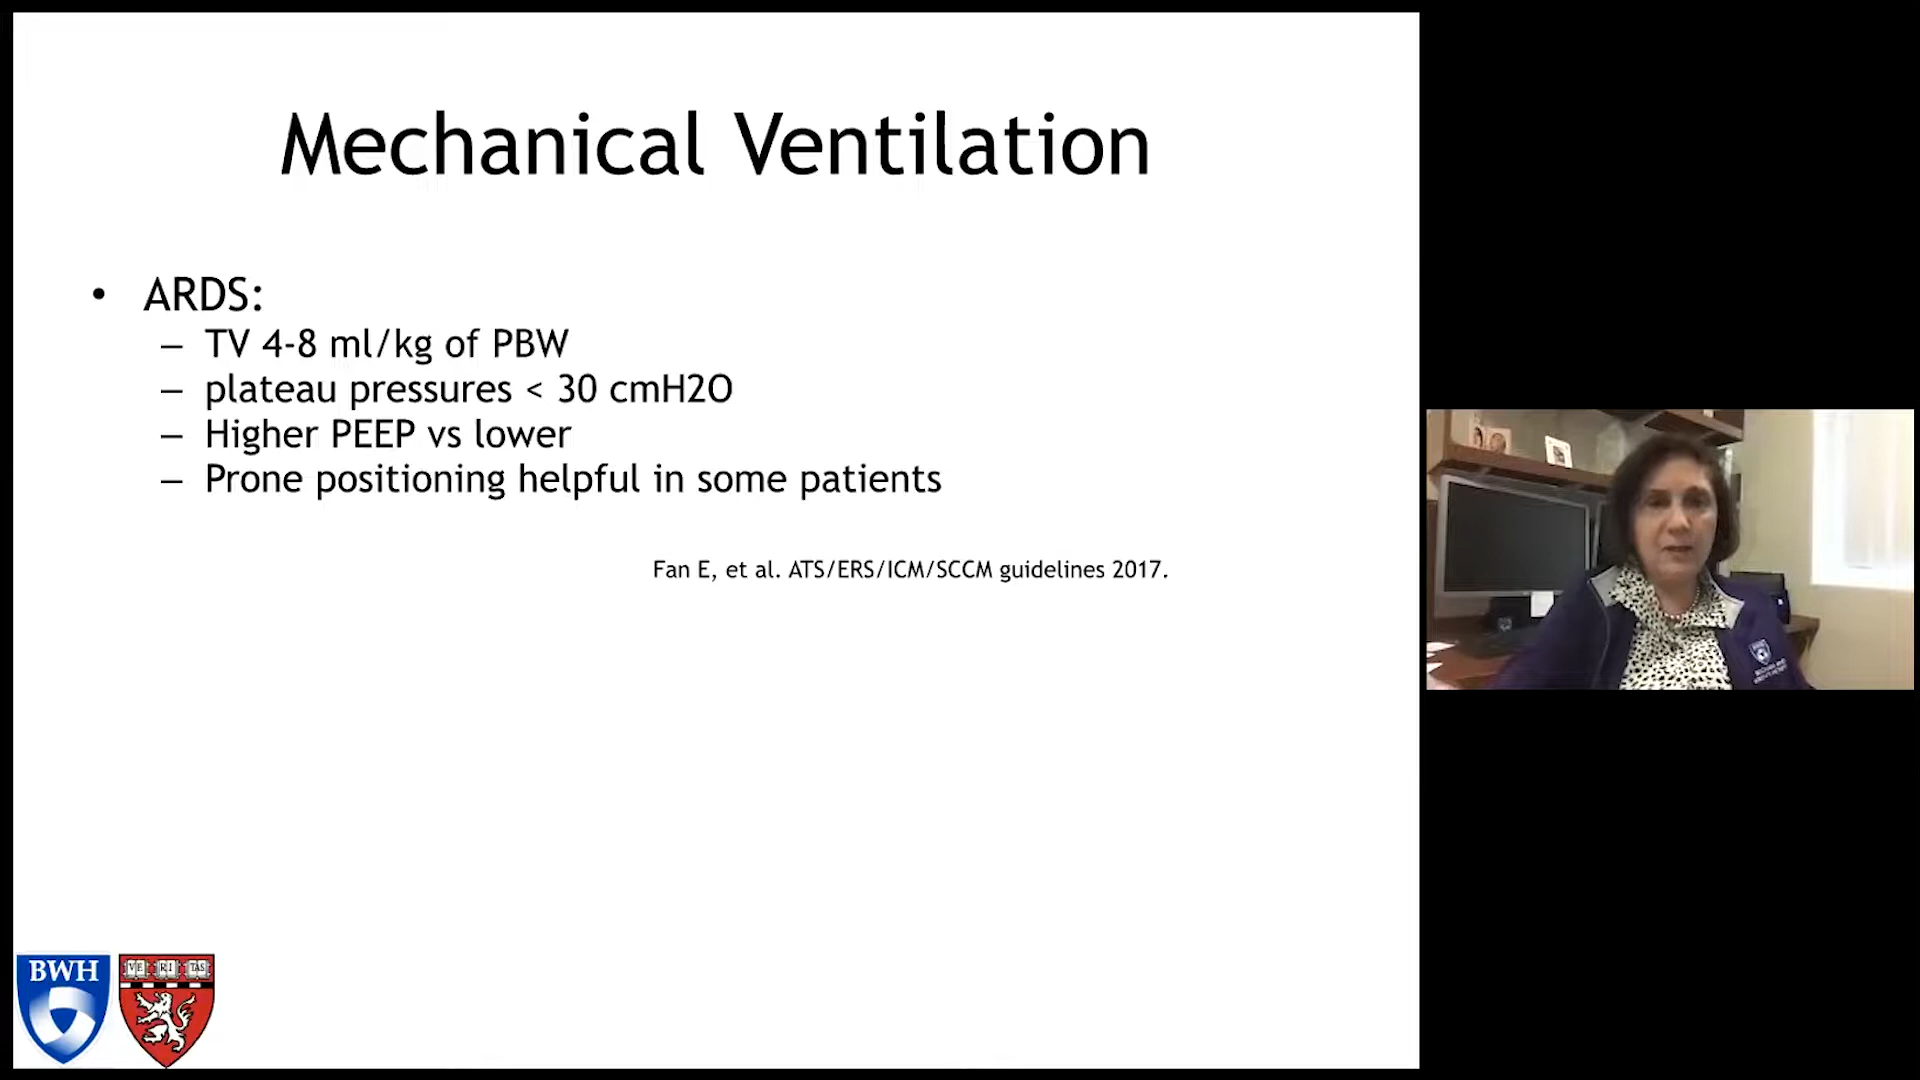 Mechanical Ventilation
• ARDS:
– TV 4-8 ml/kg of PBW
– plateau pressures < 30 cmH2O
– Higher PEEP vs lower
– Prone positioning helpful in some patients
Fan E, et al. ATS/ERS/ICM/SCCM guidelines 2017.
BWH
VE RI TAS